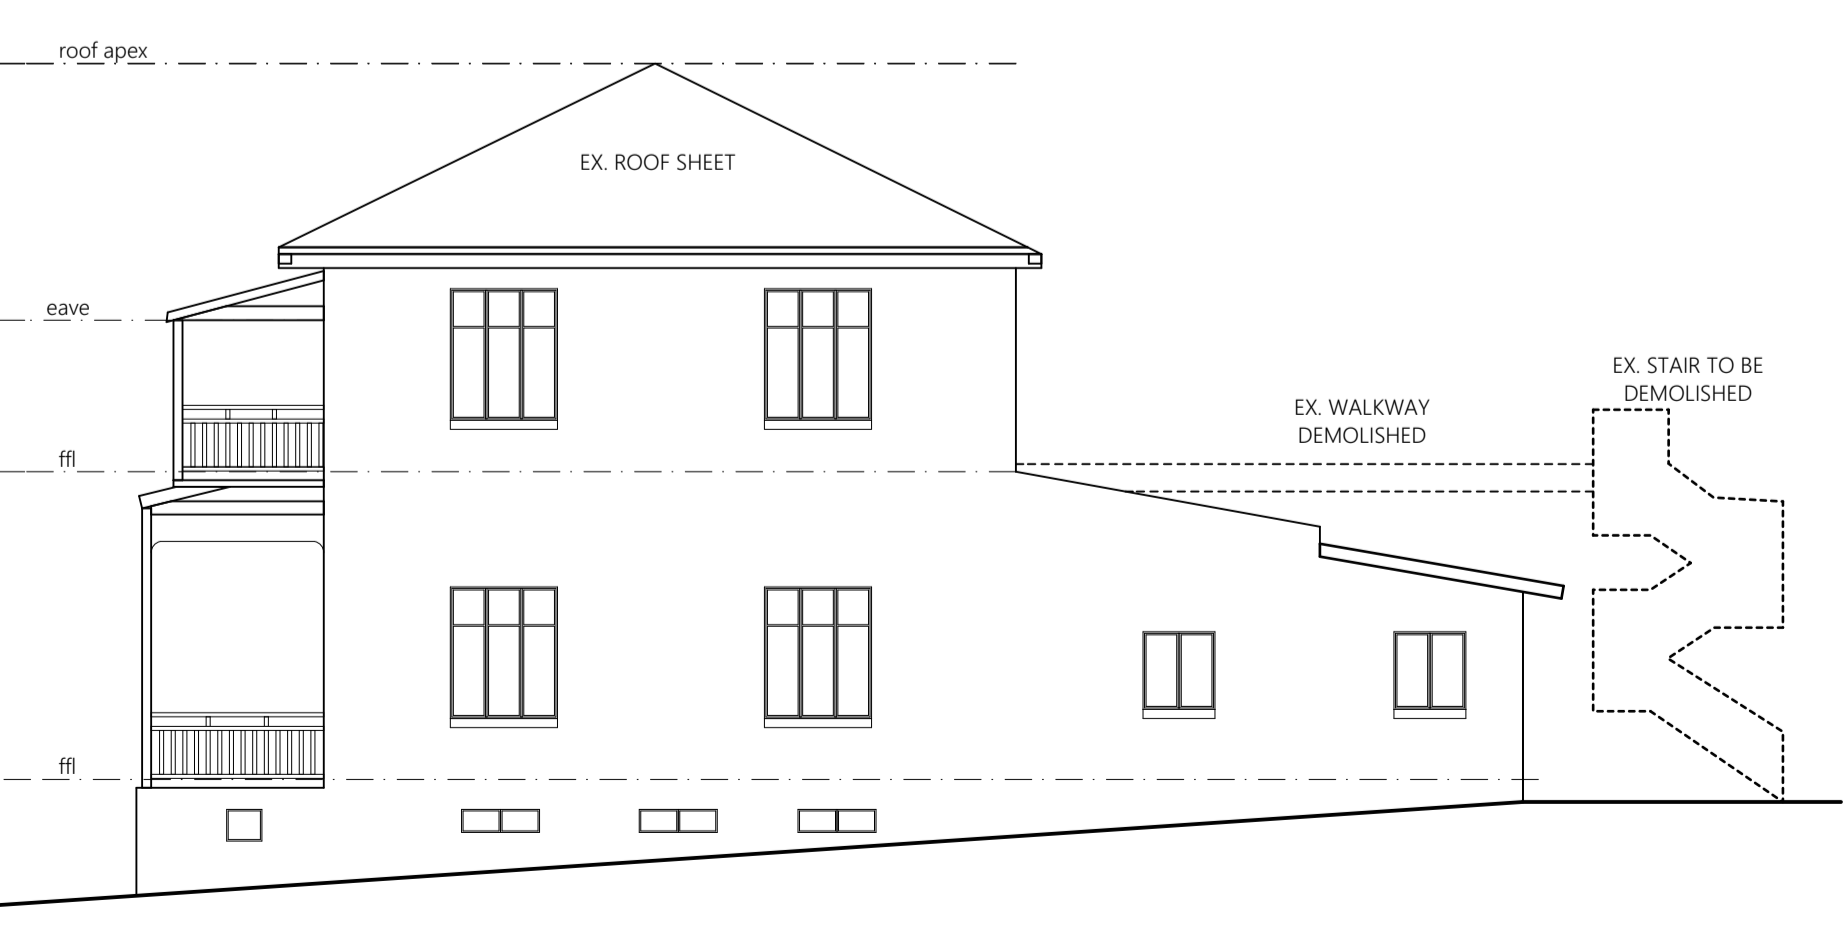 roof apex
EX. ROOF SHEET
eave
EX. STAIR TO BE
DEMOLISHED
EX. WALKWAY
DEMOLISHED
ffl
ffl